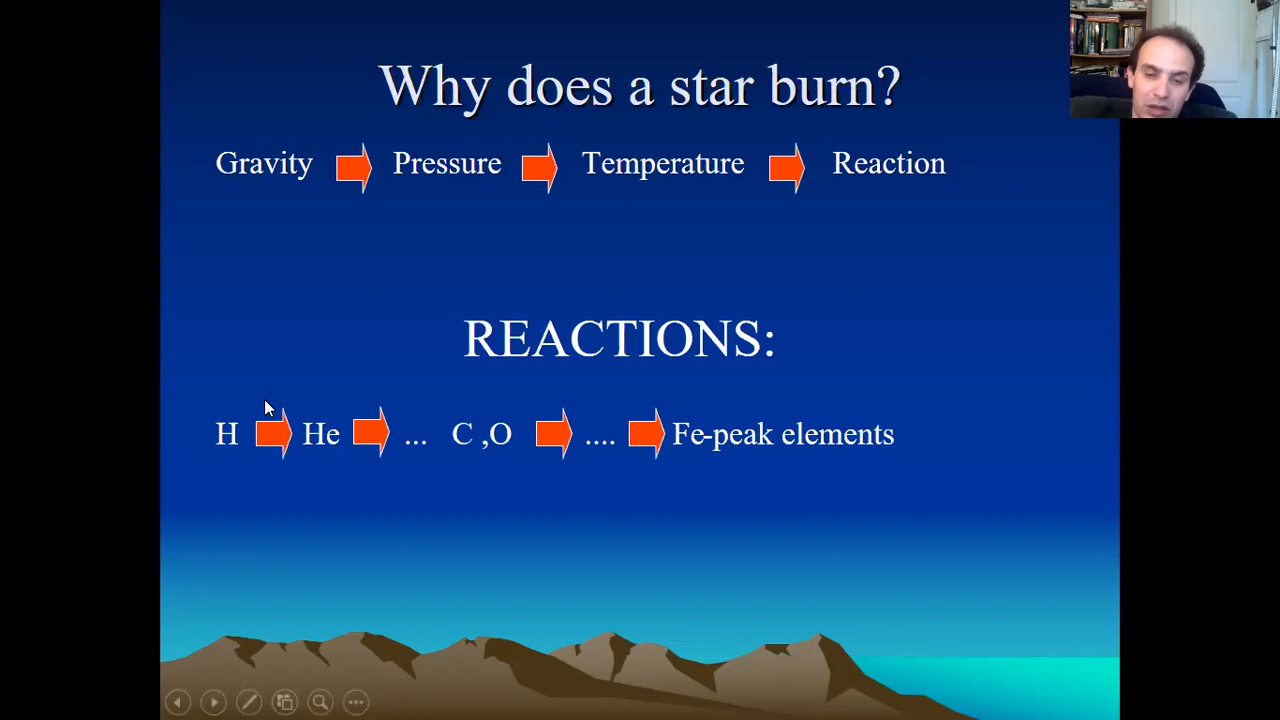 Why does a star burn?
Gravity Pressure Temperature Reaction
REACTIONS:
H He ... C ,O .... Fe-peak elements